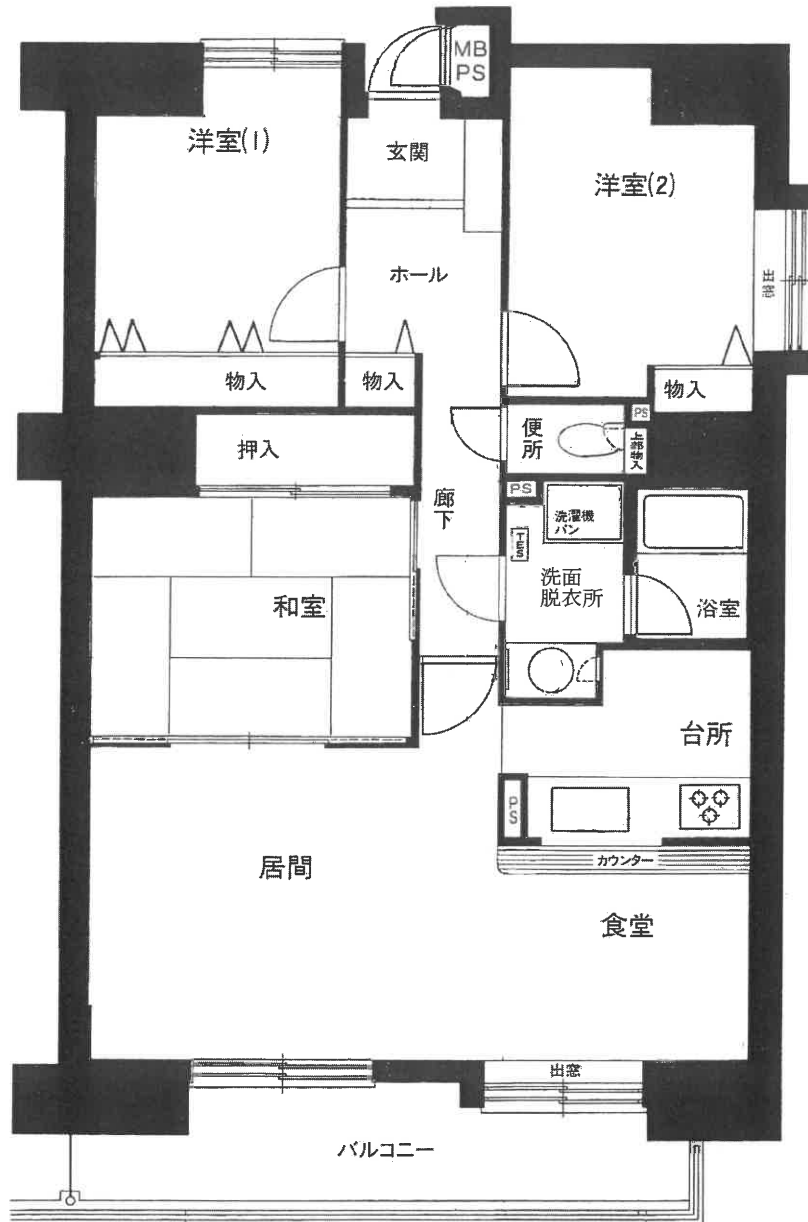 MB
PS
洋室(1)
玄関
洋室(2)
出窓
ホール
物入
物入
物入
押入
便所
PS
上部物入
廊下
PS
洗濯機
パン
TES
洗面
脱衣所
浴室
和室
台所
PS
カウンター
居間
食堂
出窓
バルコニー